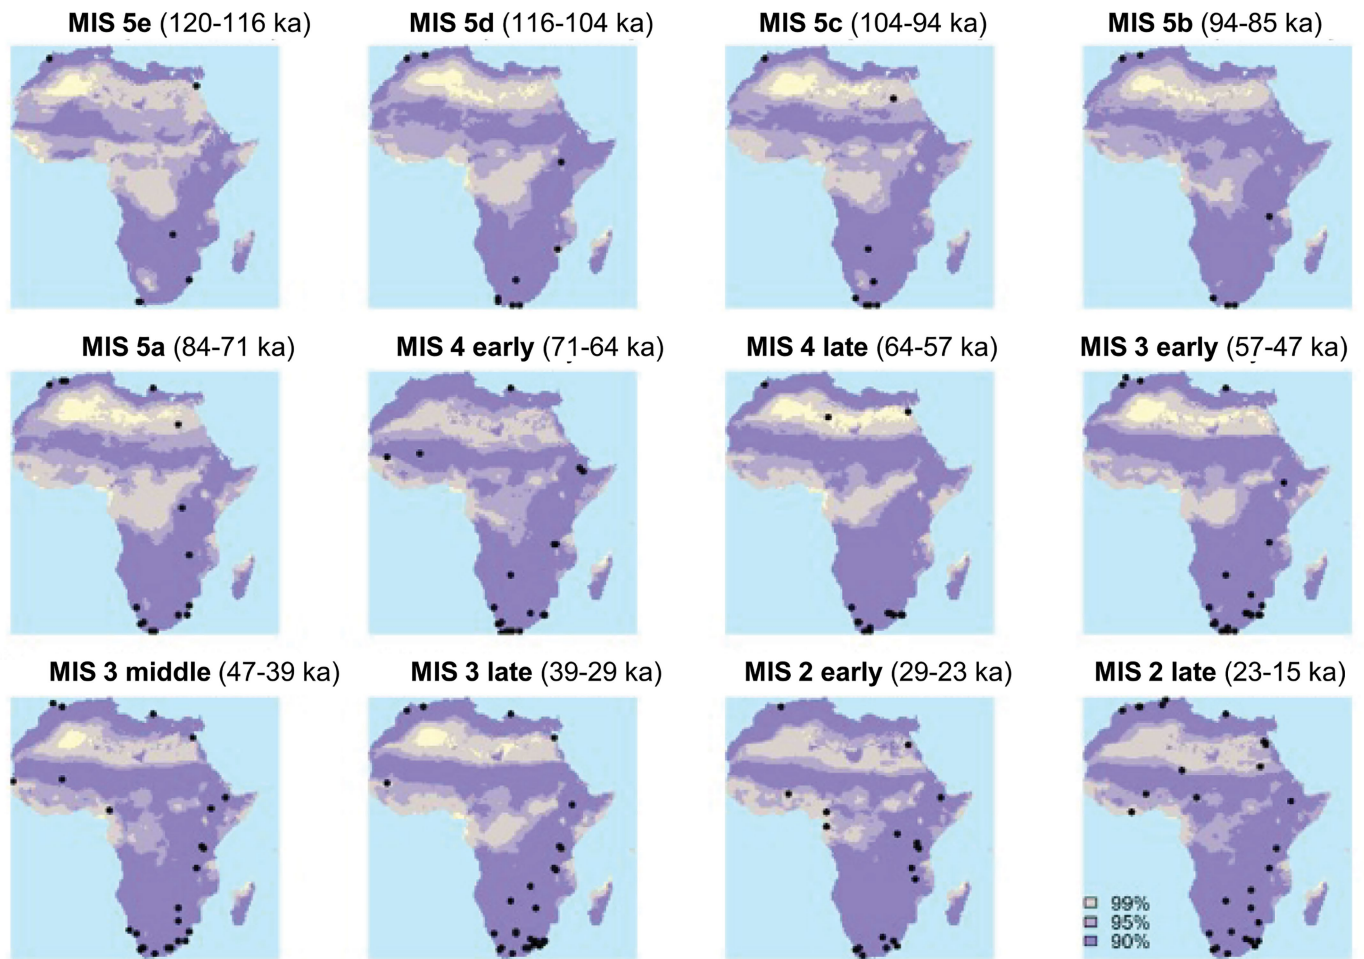 MIS 5e (120-116 ka)
MIS 5d (116-104 ka)
MIS 5c (104-94 ka)
MIS 5b (94-85 ka)
MIS 5a (84-71 ka)
MIS 4 early (71-64 ka)
MIS 4 late (64-57 ka)
MIS 3 early (57-47 ka)
MIS 3 middle (47-39 ka)
MIS 3 late (39-29 ka)
MIS 2 early (29-23 ka)
MIS 2 late (23-15 ka)
99%
95%
90%